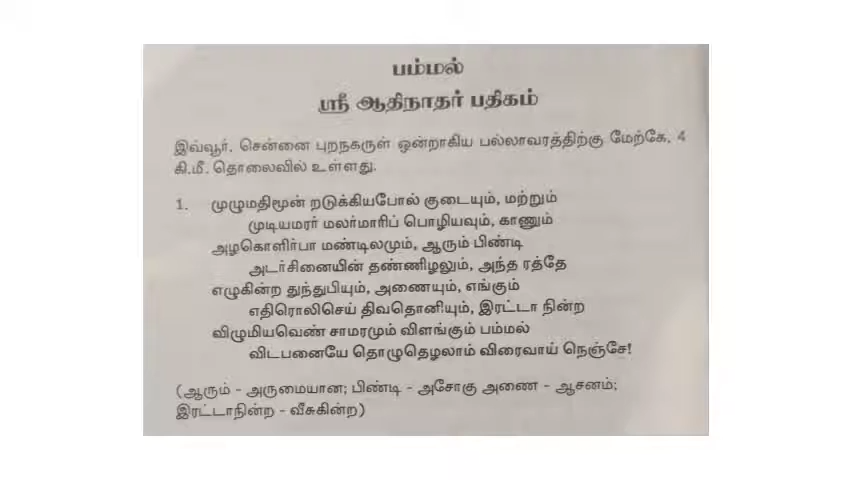 பம்மல்
ஸ்ரீ ஆதிநாதர் பதிகம்
இவ்வூர். சென்னை புறநகருள் ஒன்றாகிய பல்லாவரத்திற்கு மேற்கே, 4
கி.மீ. தொலைவில் உள்ளது.
1. முழுமதிமூன் றடுக்கியபோல் குடையும், மற்றும்
முடியமரர் மலர்மாரிப் பொழியவும், காணும்
அழகொளிர்பா மண்டிலமும், ஆரும் பிண்டி
அடர்சினையின் தண்ணிழலும், அந்த ரத்தே
எழுகின்ற துந்துபியும், அணையும், எங்கும்
எதிரொலிசெய் திவதொனியும், இரட்டா நின்ற
விழுமியவெண் சாமரமும் விளங்கும் பம்மல்
விடபனையே தொழுதெழலாம் விரைவாய் நெஞ்சே!
(ஆரும் - அருமையான; பிண்டி - அசோகு அணை - ஆசனம்;
இரட்டாநின்ற - வீசுகின்ற)